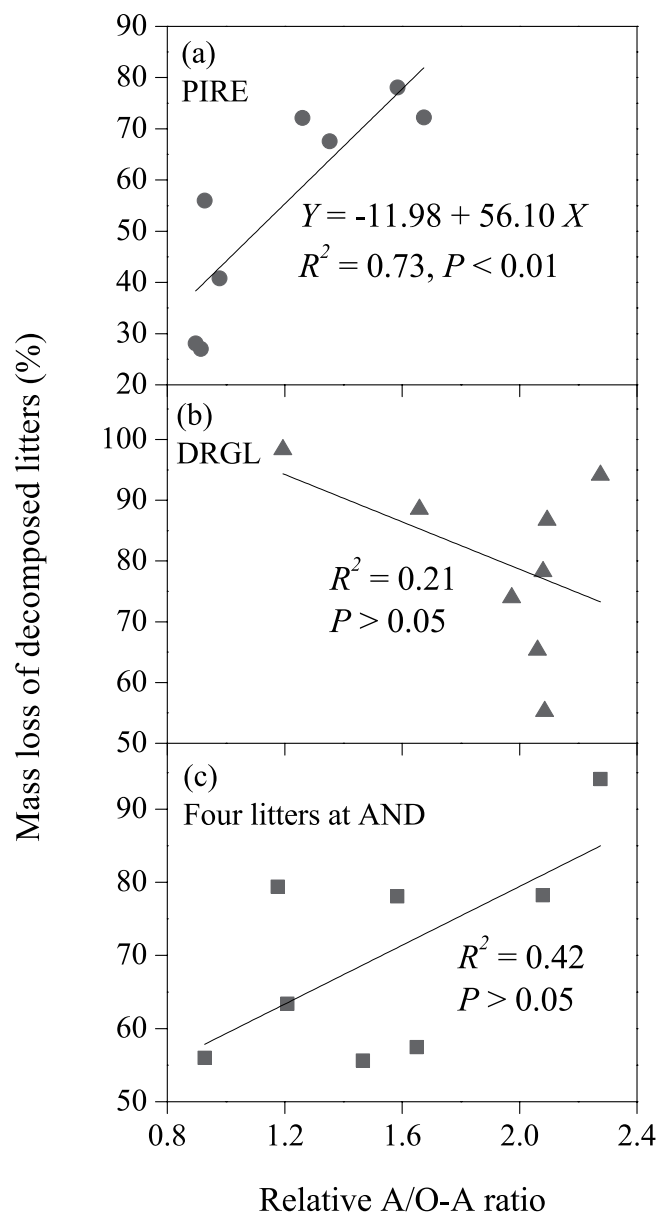 Mass loss of decomposed litters (%)
90
(a)
80
PIRE
70
60
Y = -11.98 + 56.10 X
50
R² = 0.73, P < 0.01
40
30
20
(b)
100
DRGL
90
80
R² = 0.21
70
P > 0.05
60
50
(c)
90
Four litters at AND
80
70
R² = 0.42
P > 0.05
60
50
0.8 1.2 1.6 2.0 2.4
Relative A/O-A ratio